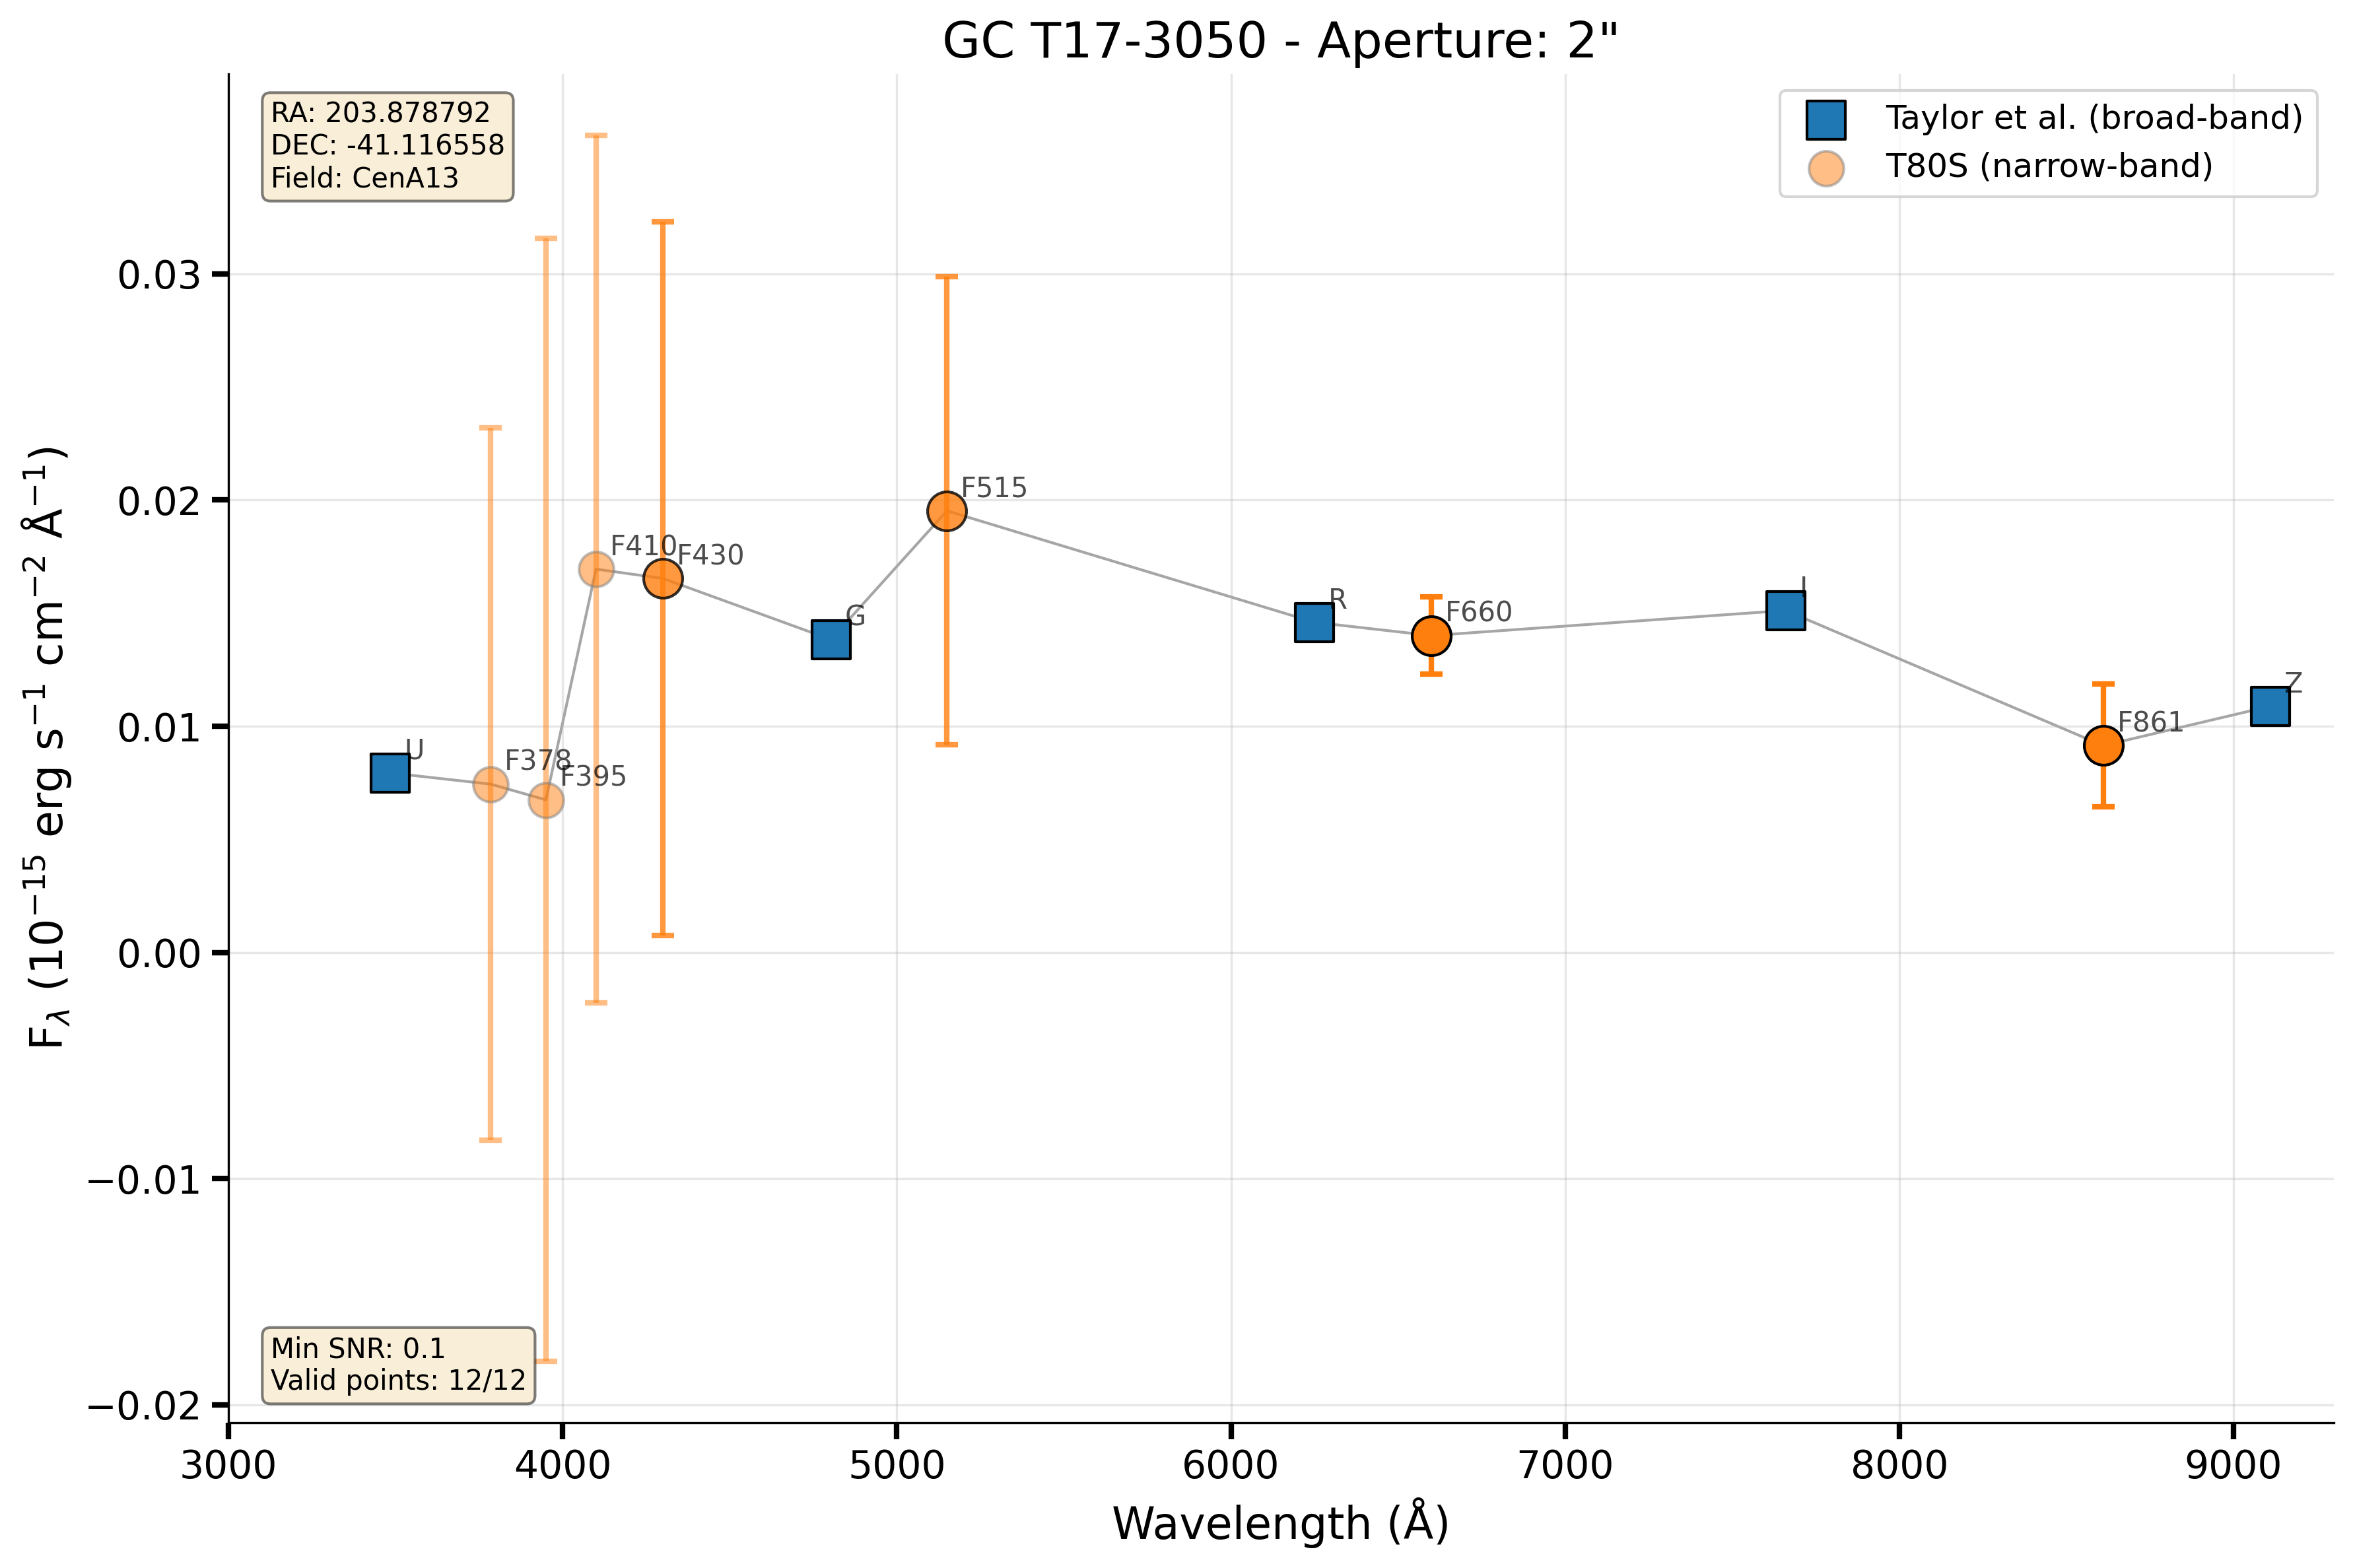 GC T17-3050 - Aperture: 2"
RA: 203.878792
DEC: -41.116558
Field: CenA13
Taylor et al. (broad-band)
T80S (narrow-band)
F515
F410
F430
G
R
F660
I
Z
F861
U
F378
F395
Min SNR: 0.1
Valid points: 12/12
0.03
0.02
0.01
0.00
−0.01
−0.02
3000 4000 5000 6000 7000 8000 9000
Wavelength (Å)
F$_λ$ (10⁻¹⁵ erg s⁻¹ cm⁻² Å⁻¹)